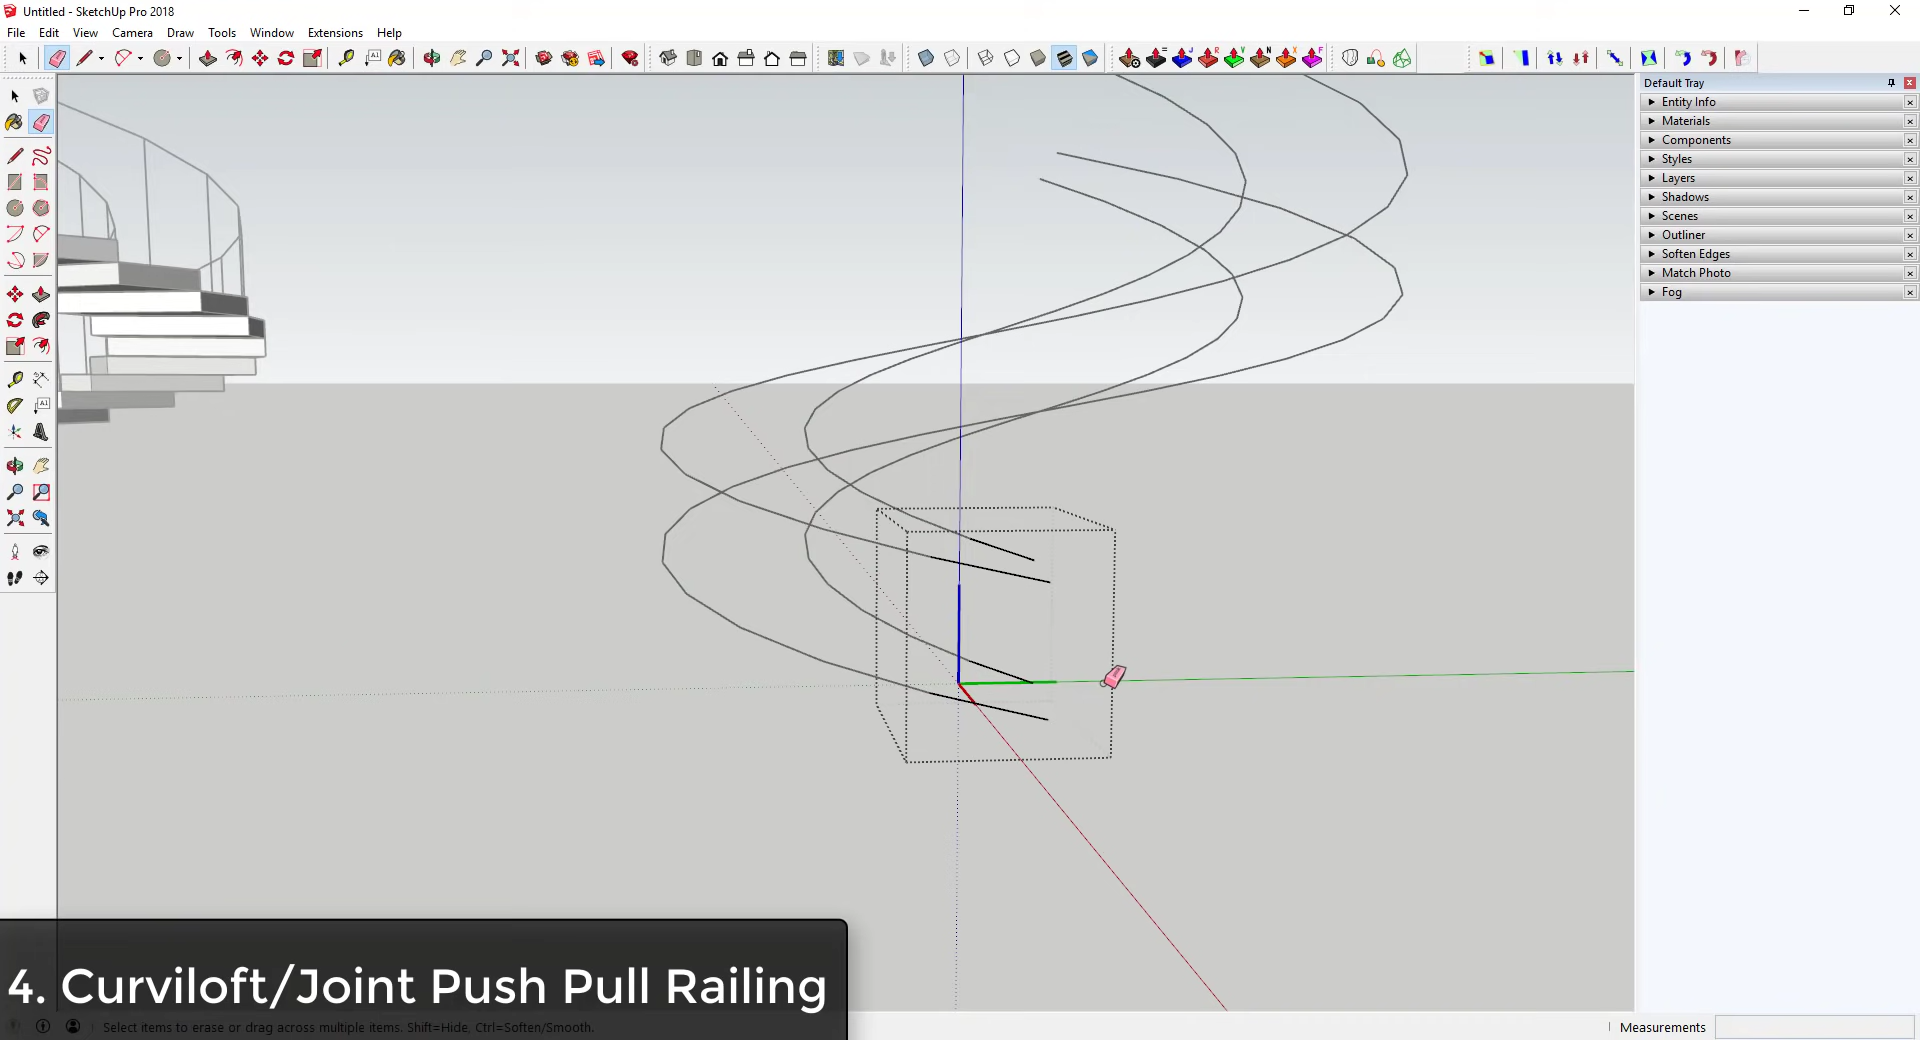 Untitled - SketchUp Pro 2018
File Edit View Camera Draw Tools Window Extensions Help
Default Tray
Entity Info
Materials
Components
Styles
Layers
Shadows
Scenes
Outliner
Soften Edges
Match Photo
Fog
4. Curviloft/Joint Push Pull Railing
Select items to erase or drag across multiple items. Shift=Hide, Ctrl=Soften/Smooth.
Measurements